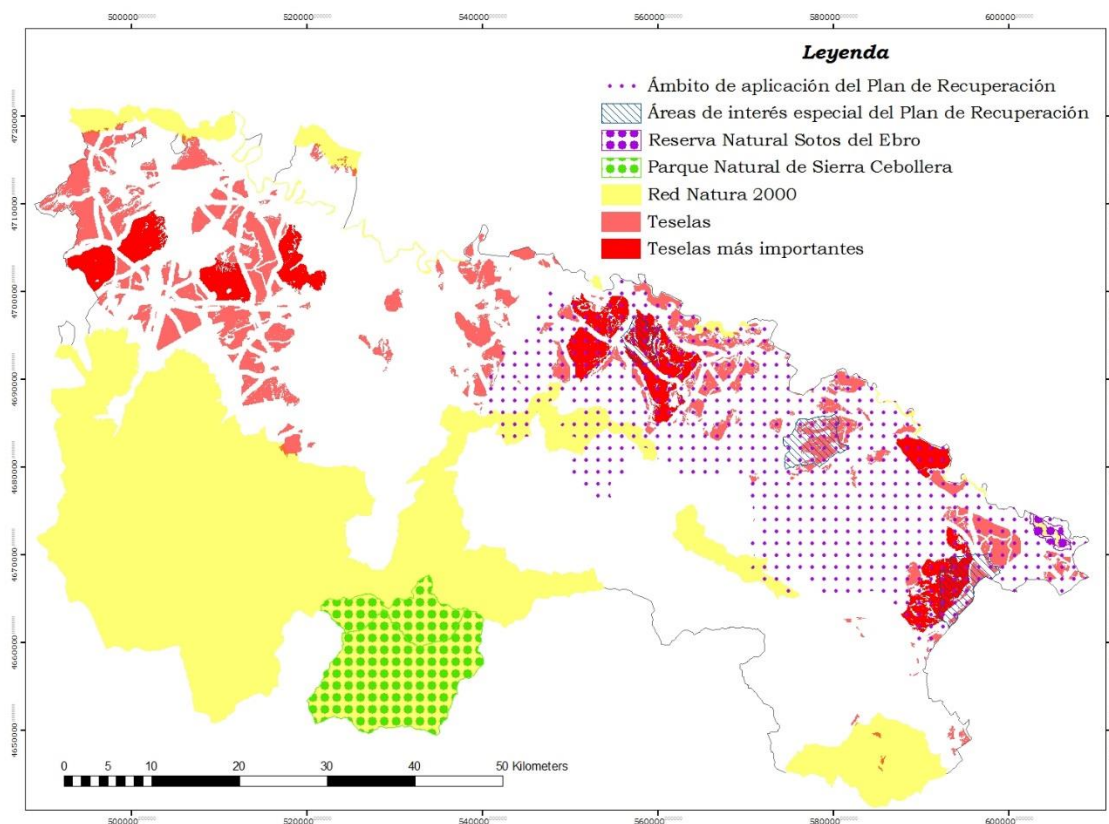 500000 520000 540000 560000 580000 600000
Leyenda
Ámbito de aplicación del Plan de Recuperación
Áreas de interés especial del Plan de Recuperación
Reserva Natural Sotos del Ebro
Parque Natural de Sierra Cebollera
Red Natura 2000
Teselas
Teselas más importantes
4720000
4710000
4700000
4690000
4680000
4670000
4660000
4650000
0 5 10 20 30 40 50 Kilometers
500000 520000 540000 560000 580000 600000